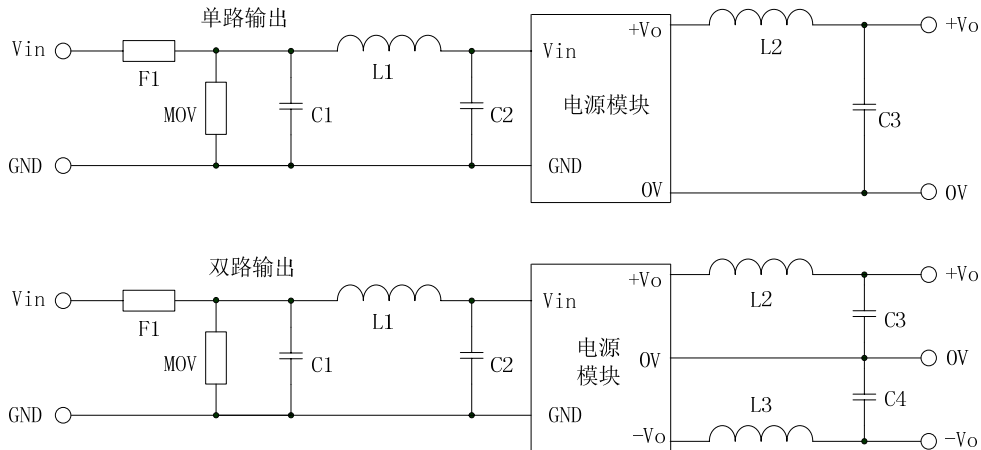 单路输出
Vin
F1
MOV
C1
L1
C2
GND
Vin
电源模块
GND
+Vo
0V
L2
C3
+Vo
0V
双路输出
Vin
F1
MOV
C1
L1
C2
GND
Vin
电源
模块
GND
+Vo
0V
-Vo
L2
C3
C4
L3
+Vo
0V
-Vo